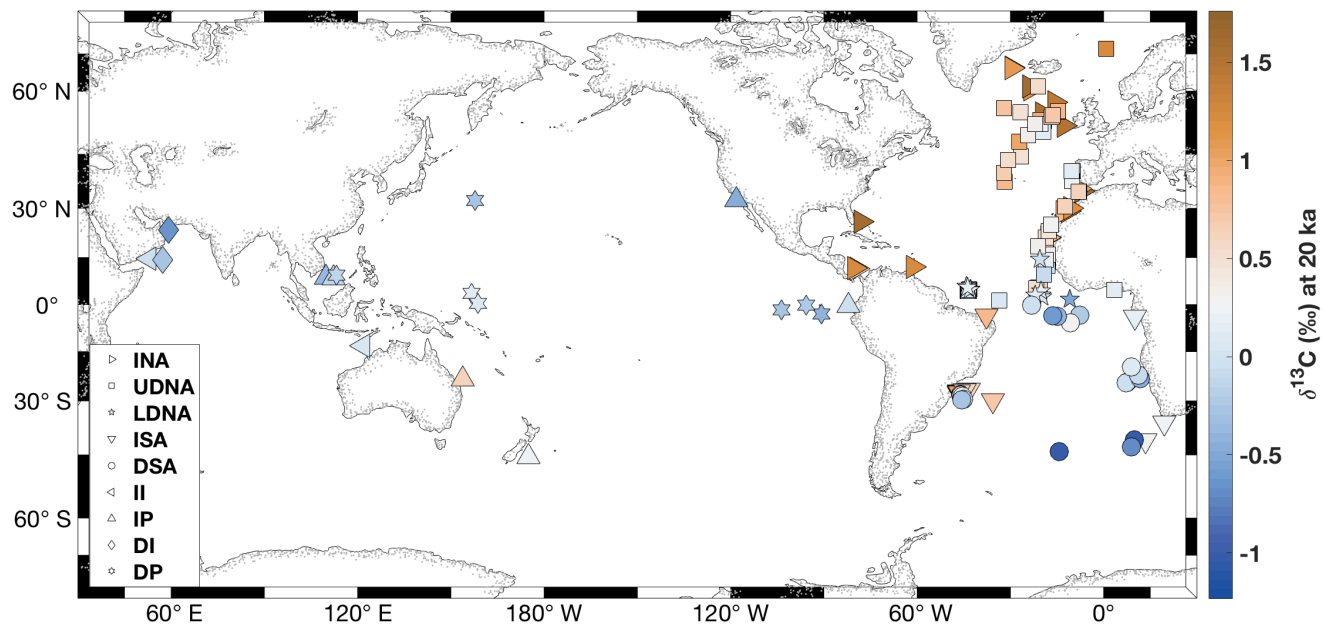 60° N
30° N
0°
30° S
60° S
INA
UDNA
LDNA
ISA
DSA
II
IP
DI
DP
60° E
120° E
180° W
120° W
60° W
0°
1.5
1
0.5
0
-0.5
-1
δ¹³C (‰) at 20 ka